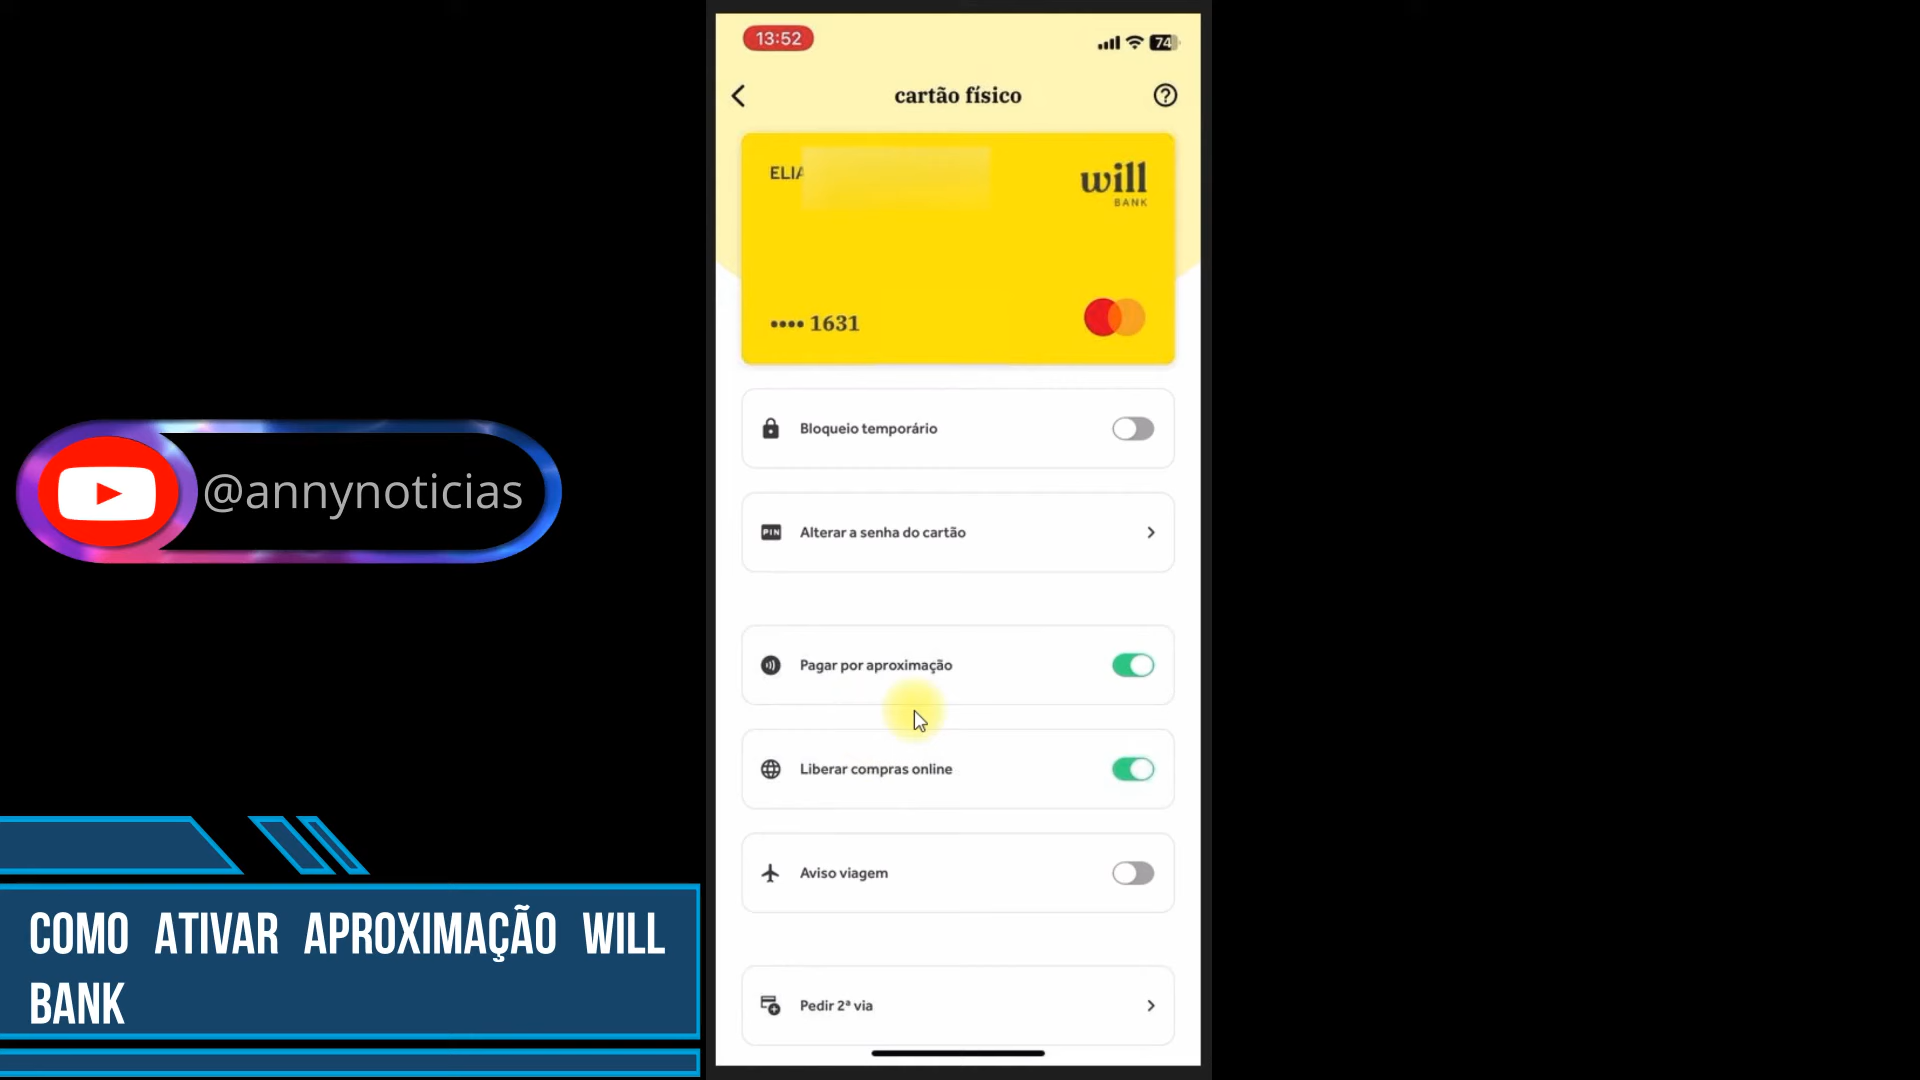 13:52
74
cartão físico
ELIA
will
BANK
•••• 1631
Bloqueio temporário
PIN
Alterar a senha do cartão
Pagar por aproximação
Liberar compras online
Aviso viagem
Pedir 2ª via
@annynoticias
COMO ATIVAR APROXIMAÇÃO WILL
BANK